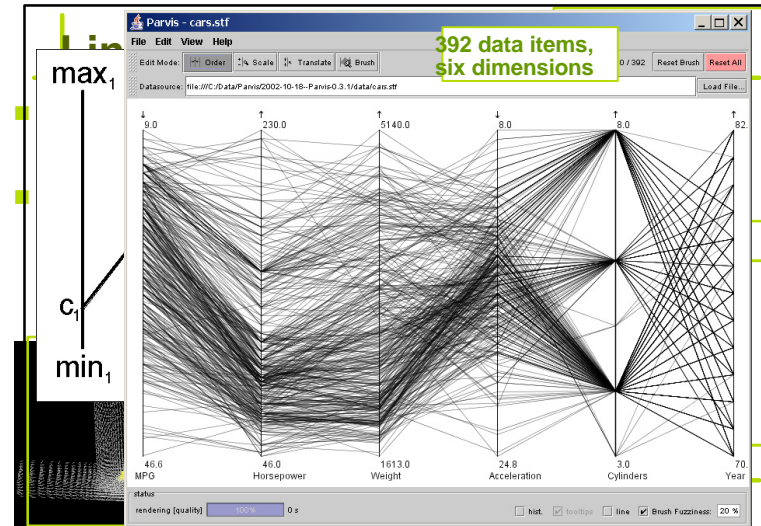 Parvis - cars.stf
File Edit View Help
392 data items,
six dimensions
Edit Mode: Order Scale Translate Brush 0 / 392 Reset Brush Reset All
Datasource: file:///C:/Data/Parvis/2002-10-18--Parvis-0.3.1/data/cars.stf Load File...
max1
c1
min1
9.0 230.0 5140.0 8.0 8.0 82.
46.6 46.0 1613.0 24.8 3.0 70.
MPG Horsepower Weight Acceleration Cylinders Year
status
rendering [quality] 100% 0 s hist. tooltips line Brush Fuzziness: 20 %